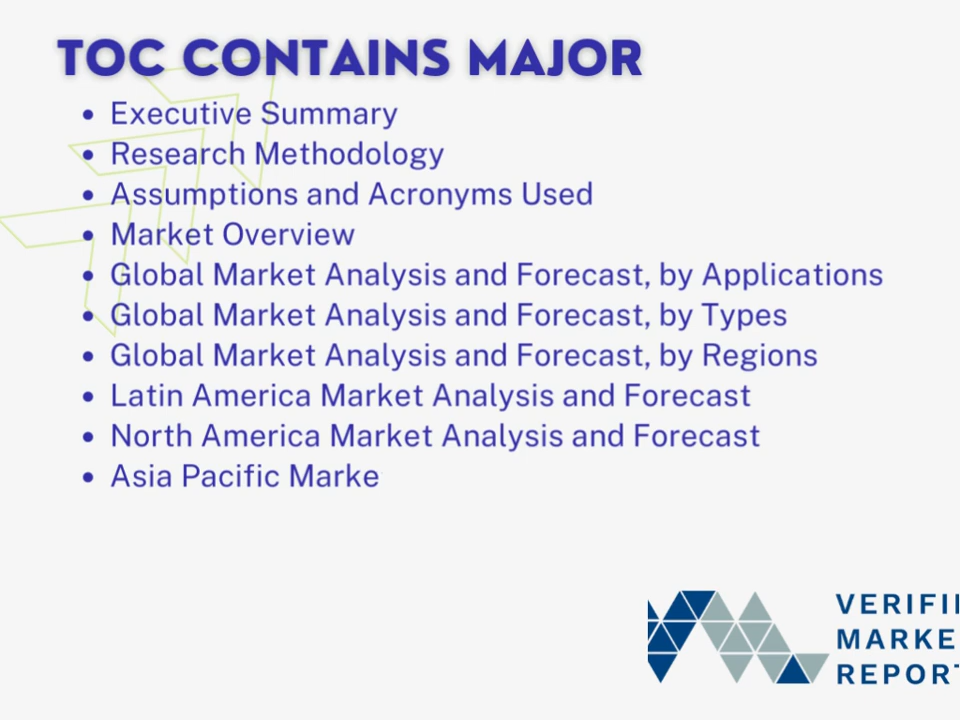 TOC CONTAINS MAJOR
• Executive Summary
• Research Methodology
• Assumptions and Acronyms Used
• Market Overview
• Global Market Analysis and Forecast, by Applications
• Global Market Analysis and Forecast, by Types
• Global Market Analysis and Forecast, by Regions
• Latin America Market Analysis and Forecast
• North America Market Analysis and Forecast
• Asia Pacific Marke
VERIFI
MARKE
REPORT